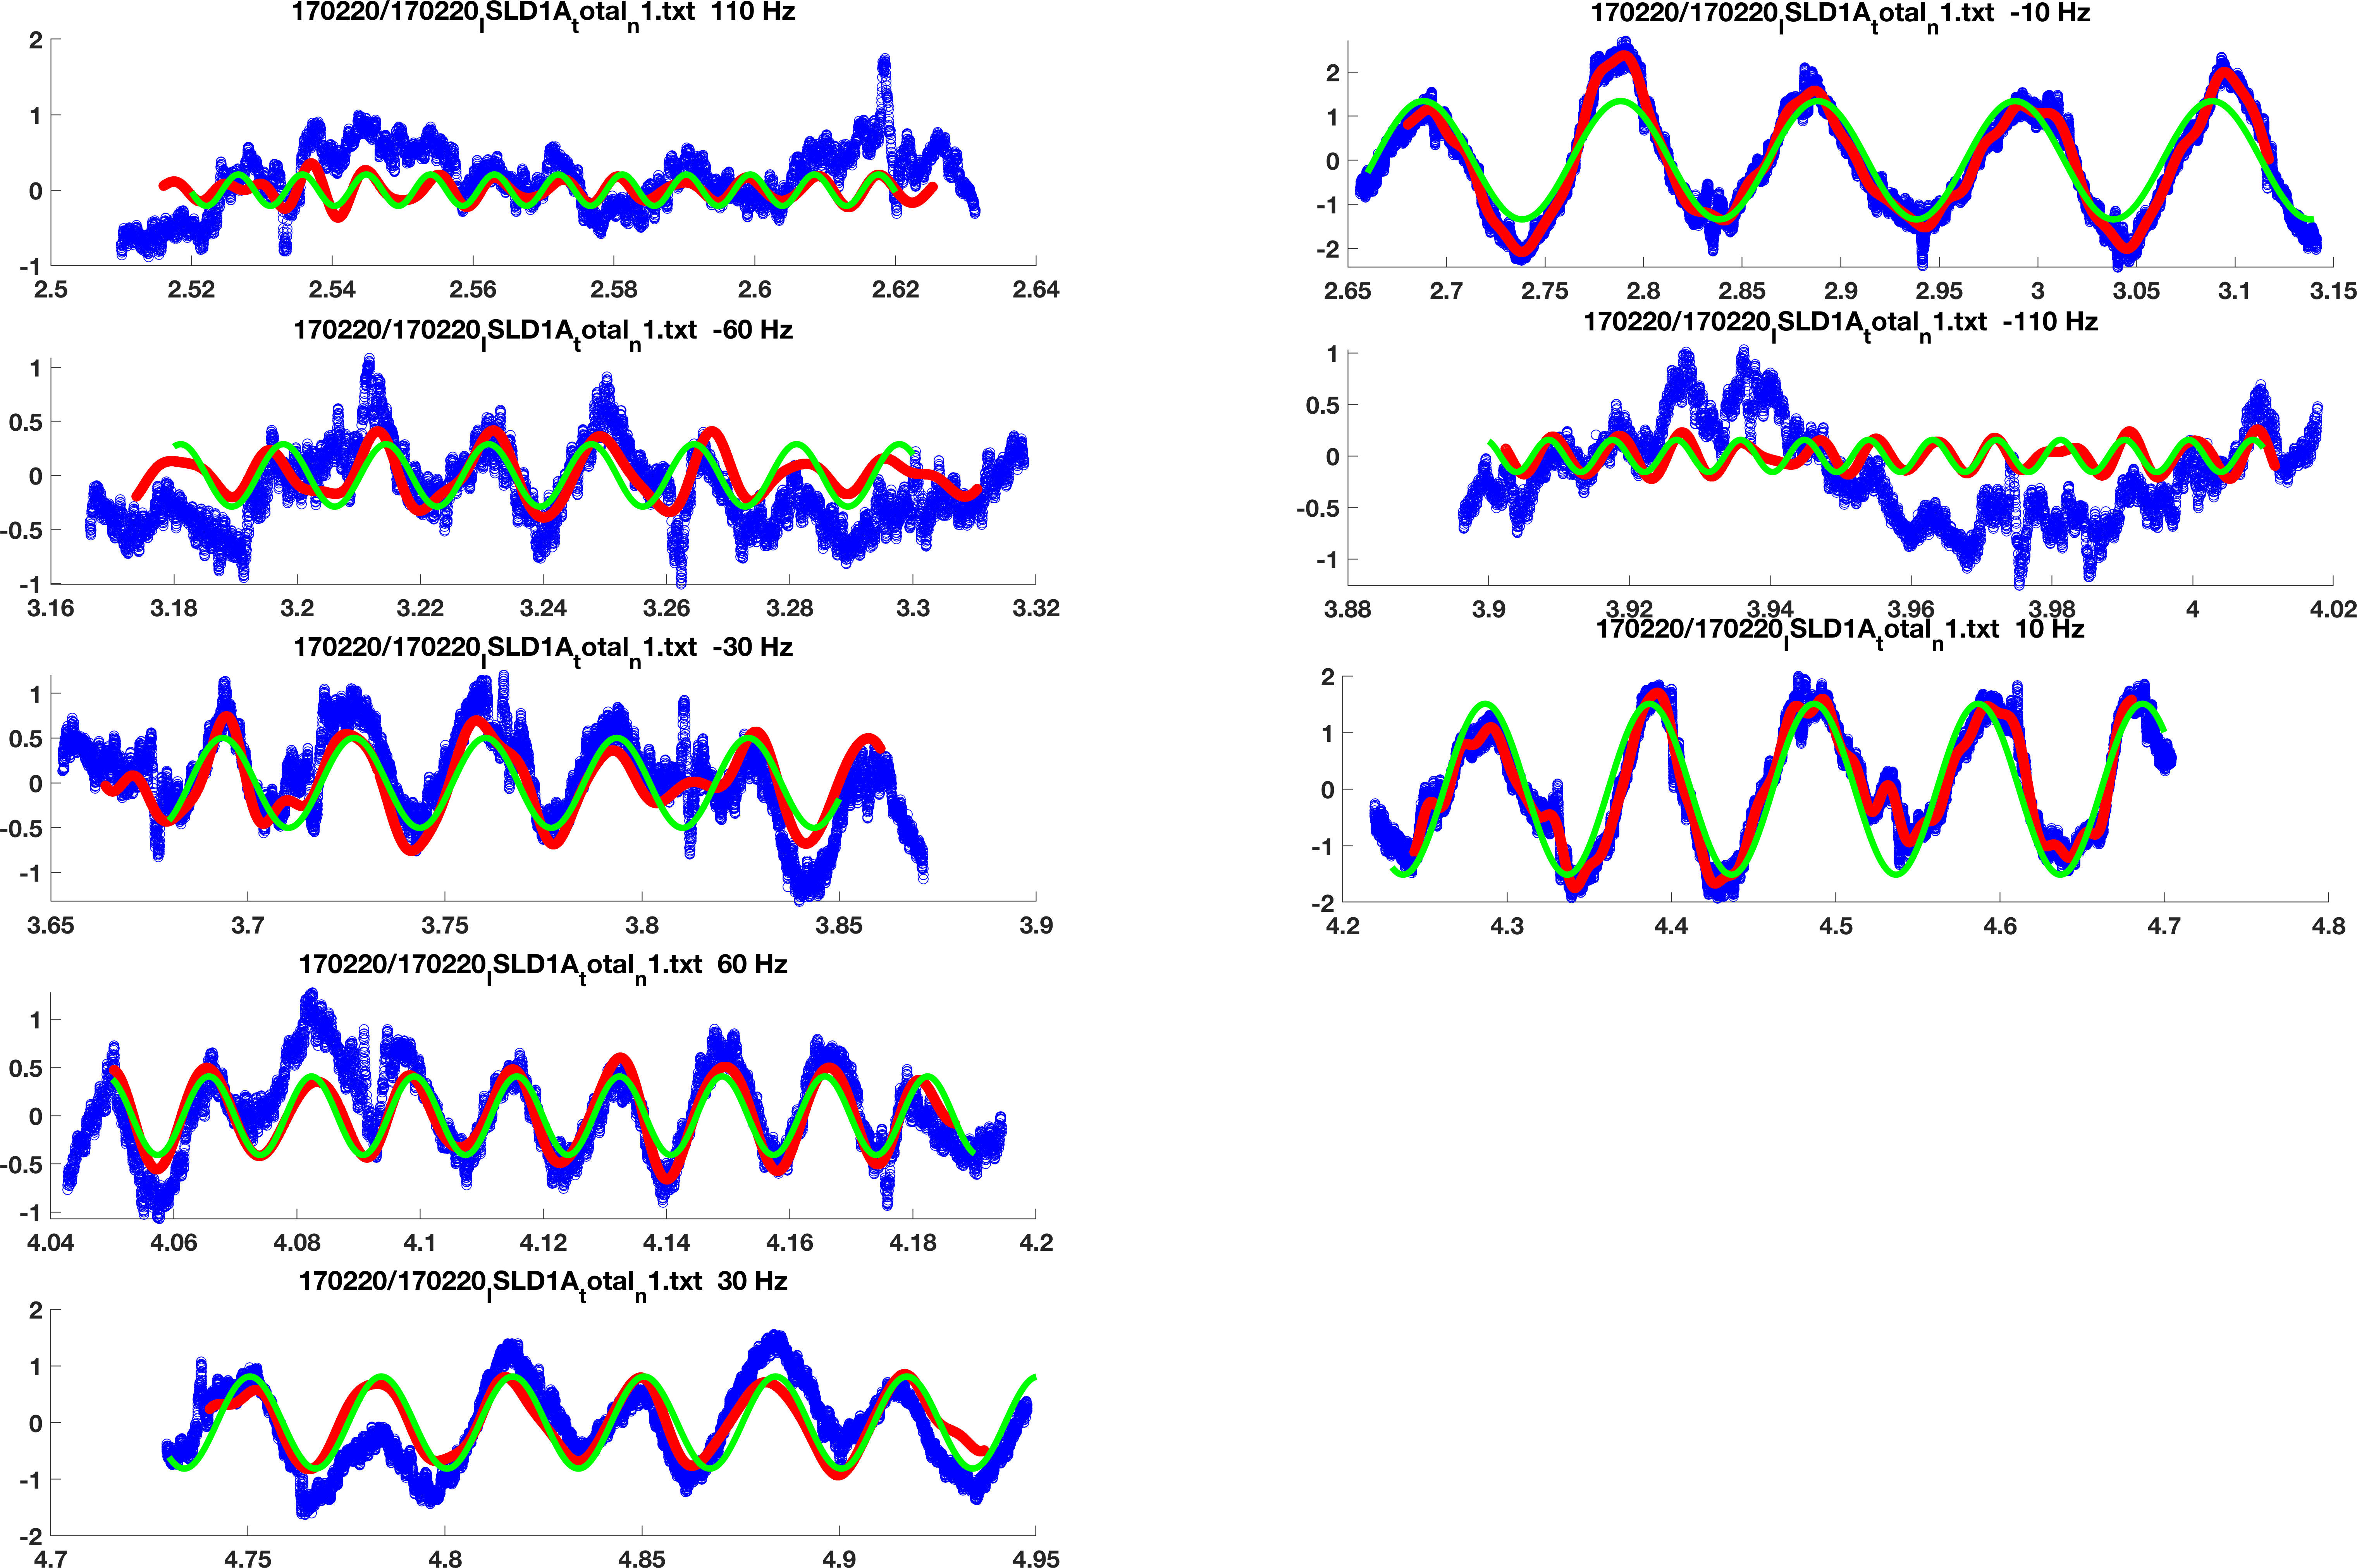 170220/170220ISLD1Atotaln1.txt 110 Hz
2
1
0
-1
2.5 2.52 2.54 2.56 2.58 2.6 2.62 2.64
170220/170220ISLD1Atotaln1.txt -10 Hz
2
1
0
-1
-2
2.65 2.7 2.75 2.8 2.85 2.9 2.95 3 3.05 3.1 3.15
170220/170220ISLD1Atotaln1.txt -60 Hz
1
0.5
0
-0.5
-1
3.16 3.18 3.2 3.22 3.24 3.26 3.28 3.3 3.32
170220/170220ISLD1Atotaln1.txt -110 Hz
1
0.5
0
-0.5
-1
3.88 3.9 3.92 3.94 3.96 3.98 4 4.02
170220/170220ISLD1Atotaln1.txt -30 Hz
1
0.5
0
-0.5
-1
3.65 3.7 3.75 3.8 3.85 3.9
170220/170220ISLD1Atotaln1.txt 10 Hz
2
1
0
-1
-2
4.2 4.3 4.4 4.5 4.6 4.7 4.8
170220/170220ISLD1Atotaln1.txt 60 Hz
1
0.5
0
-0.5
-1
4.04 4.06 4.08 4.1 4.12 4.14 4.16 4.18 4.2
170220/170220ISLD1Atotaln1.txt 30 Hz
2
1
0
-1
-2
4.7 4.75 4.8 4.85 4.9 4.95